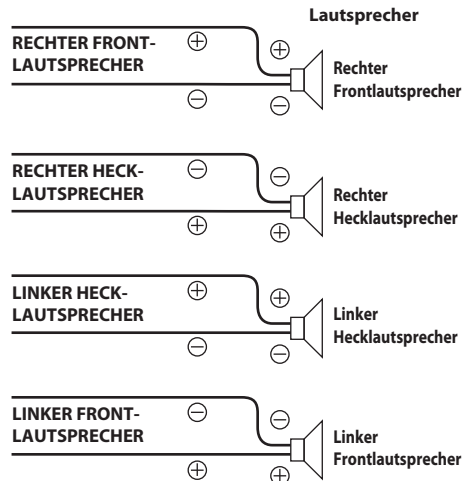 Lautsprecher
RECHTER FRONT-
LAUTSPRECHER
⊕ ⊕
⊖ ⊖
Rechter
Frontlautsprecher
RECHTER HECK-
LAUTSPRECHER
⊖ ⊖
⊕ ⊕
Rechter
Hecklautsprecher
LINKER HECK-
LAUTSPRECHER
⊕ ⊕
⊖ ⊖
Linker
Hecklautsprecher
LINKER FRONT-
LAUTSPRECHER
⊖ ⊖
⊕ ⊕
Linker
Frontlautsprecher